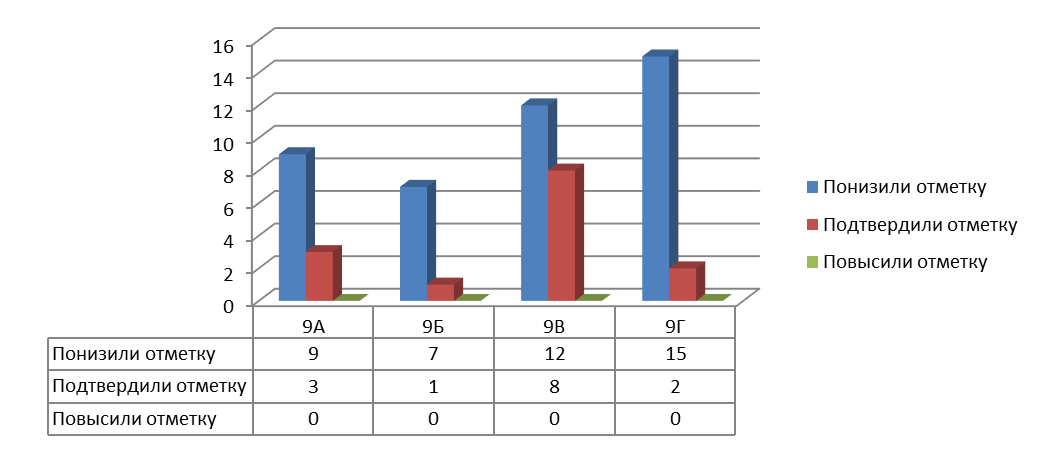 16
14
12
10
8
6
4
2
0
Понизили отметку
Подтвердили отметку
Повысили отметку
9А 9Б 9В 9Г
Понизили отметку 9 7 12 15
Подтвердили отметку 3 1 8 2
Повысили отметку 0 0 0 0